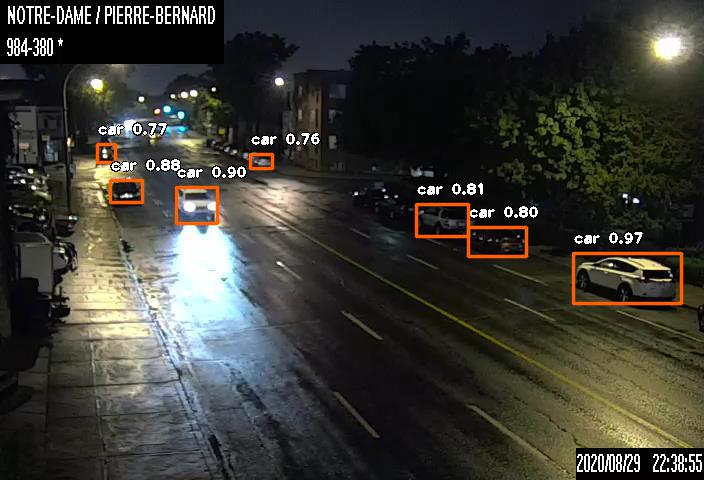 NOTRE-DAME / PIERRE-BERNARD
984-380 *
car 0.77
car 0.76
car 0.88
car 0.90
car 0.81
car 0.80
car 0.97
2020/08/29 22:38:55